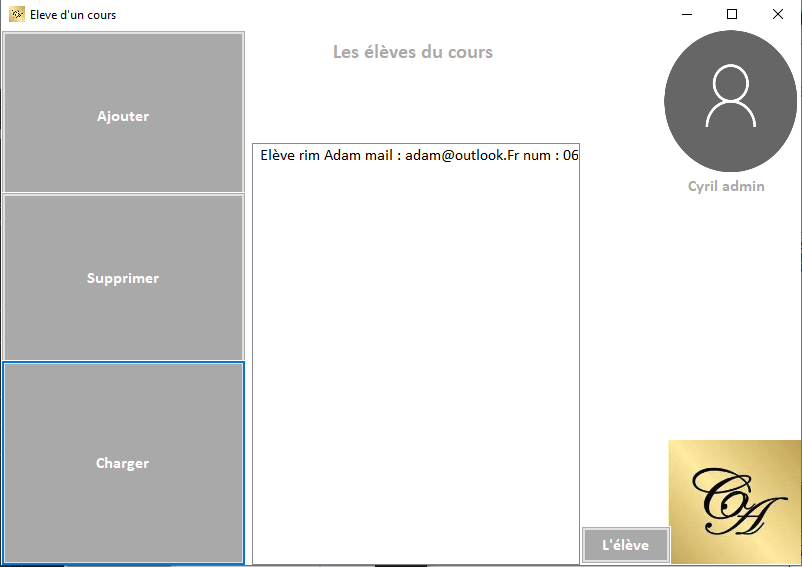 Eleve d'un cours
Ajouter
Supprimer
Charger
Les élèves du cours
Elève rim Adam mail : adam@outlook.Fr num : 06
Cyril admin
L'élève
CA